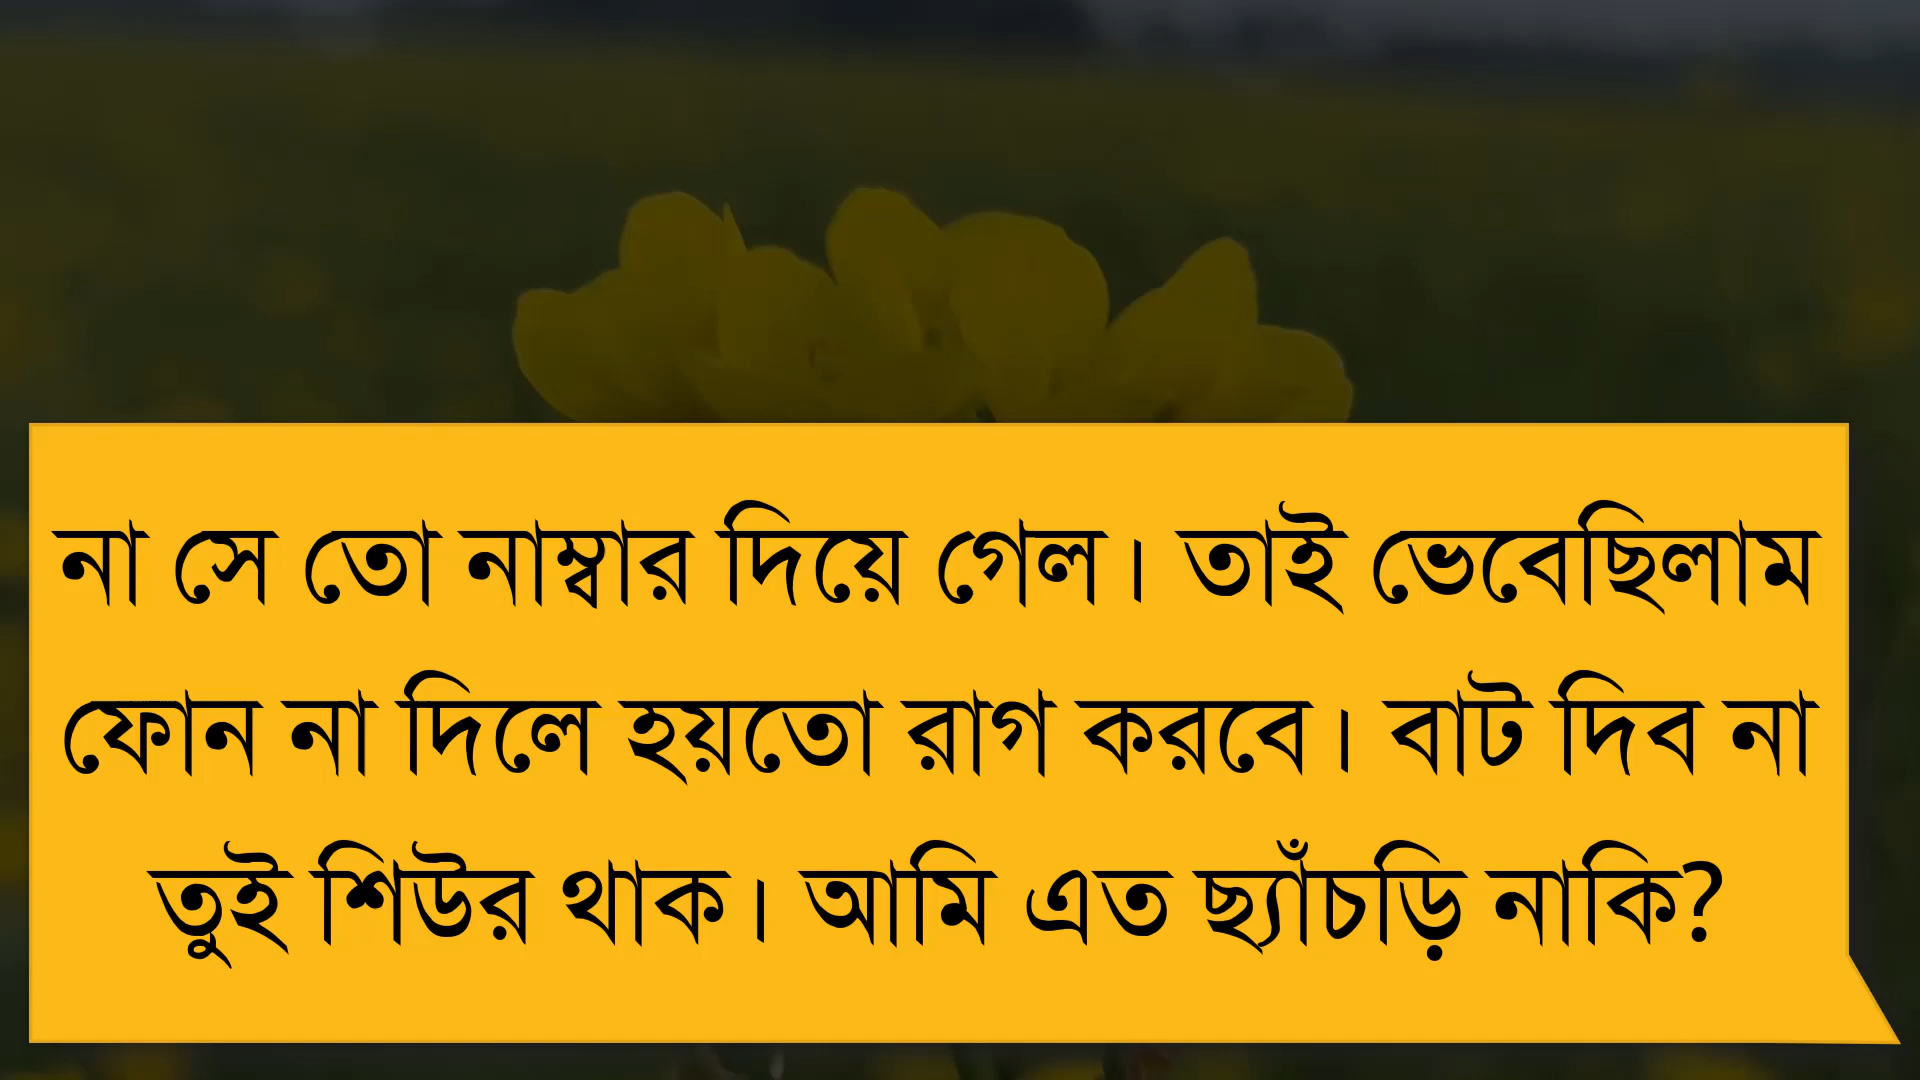 না সে তো নাম্বার দিয়ে গেল। তাই ভেবেছিলাম
ফোন না দিলে হয়তো রাগ করবে। বাট দিব না
তুই শিউর থাক। আমি এত ছ্যাঁচড়ি নাকি?